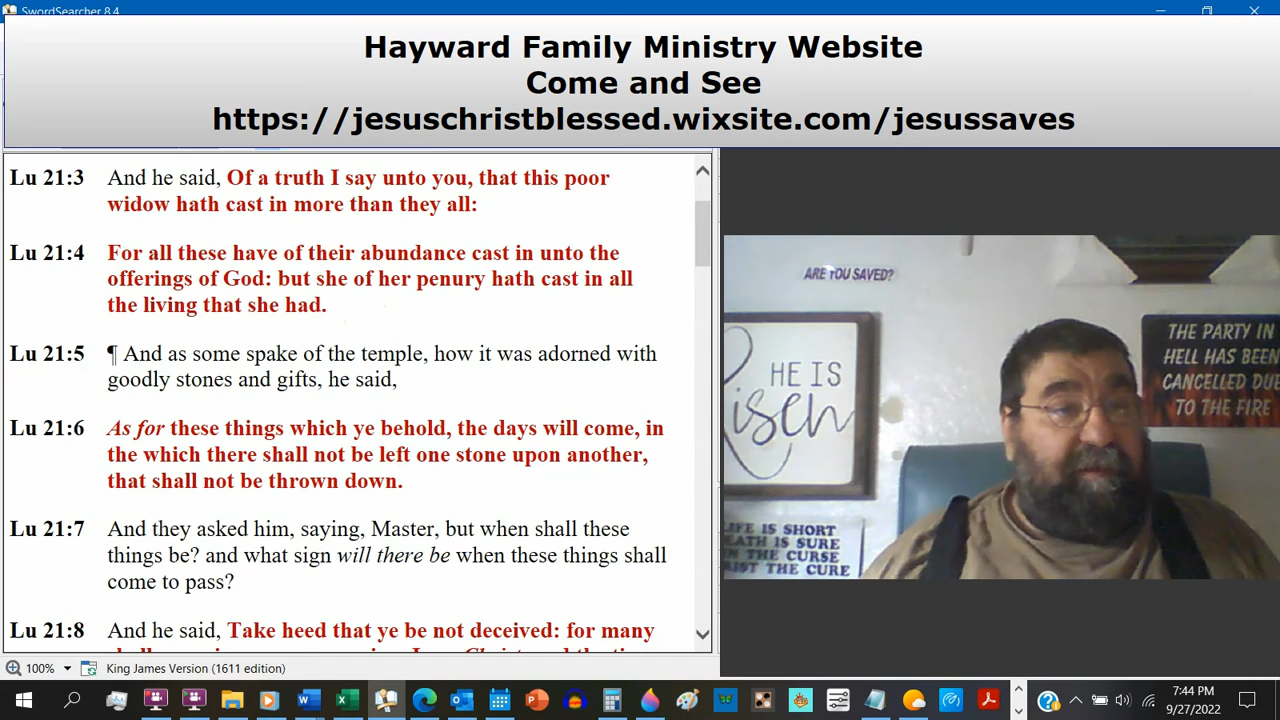 SwordSearcher 8.4
Hayward Family Ministry Website
Come and See
https://jesuschristblessed.wixsite.com/jesussaves
Lu 21:3 And he said, Of a truth I say unto you, that this poor
widow hath cast in more than they all:
Lu 21:4 For all these have of their abundance cast in unto the
offerings of God: but she of her penury hath cast in all
the living that she had.
Lu 21:5 ¶ And as some spake of the temple, how it was adorned with
goodly stones and gifts, he said,
Lu 21:6 As for these things which ye behold, the days will come, in
the which there shall not be left one stone upon another,
that shall not be thrown down.
Lu 21:7 And they asked him, saying, Master, but when shall these
things be? and what sign will there be when these things shall
come to pass?
Lu 21:8 And he said, Take heed that ye be not deceived: for many
100% King James Version (1611 edition)
ARE YOU SAVED?
HE IS
Risen
THE PARTY IN
HELL HAS BEEN
CANCELLED DUE
TO THE FIRE
LIFE IS SHORT
DEATH IS SURE
THE CURSE
THE CURE
7:44 PM
9/27/2022